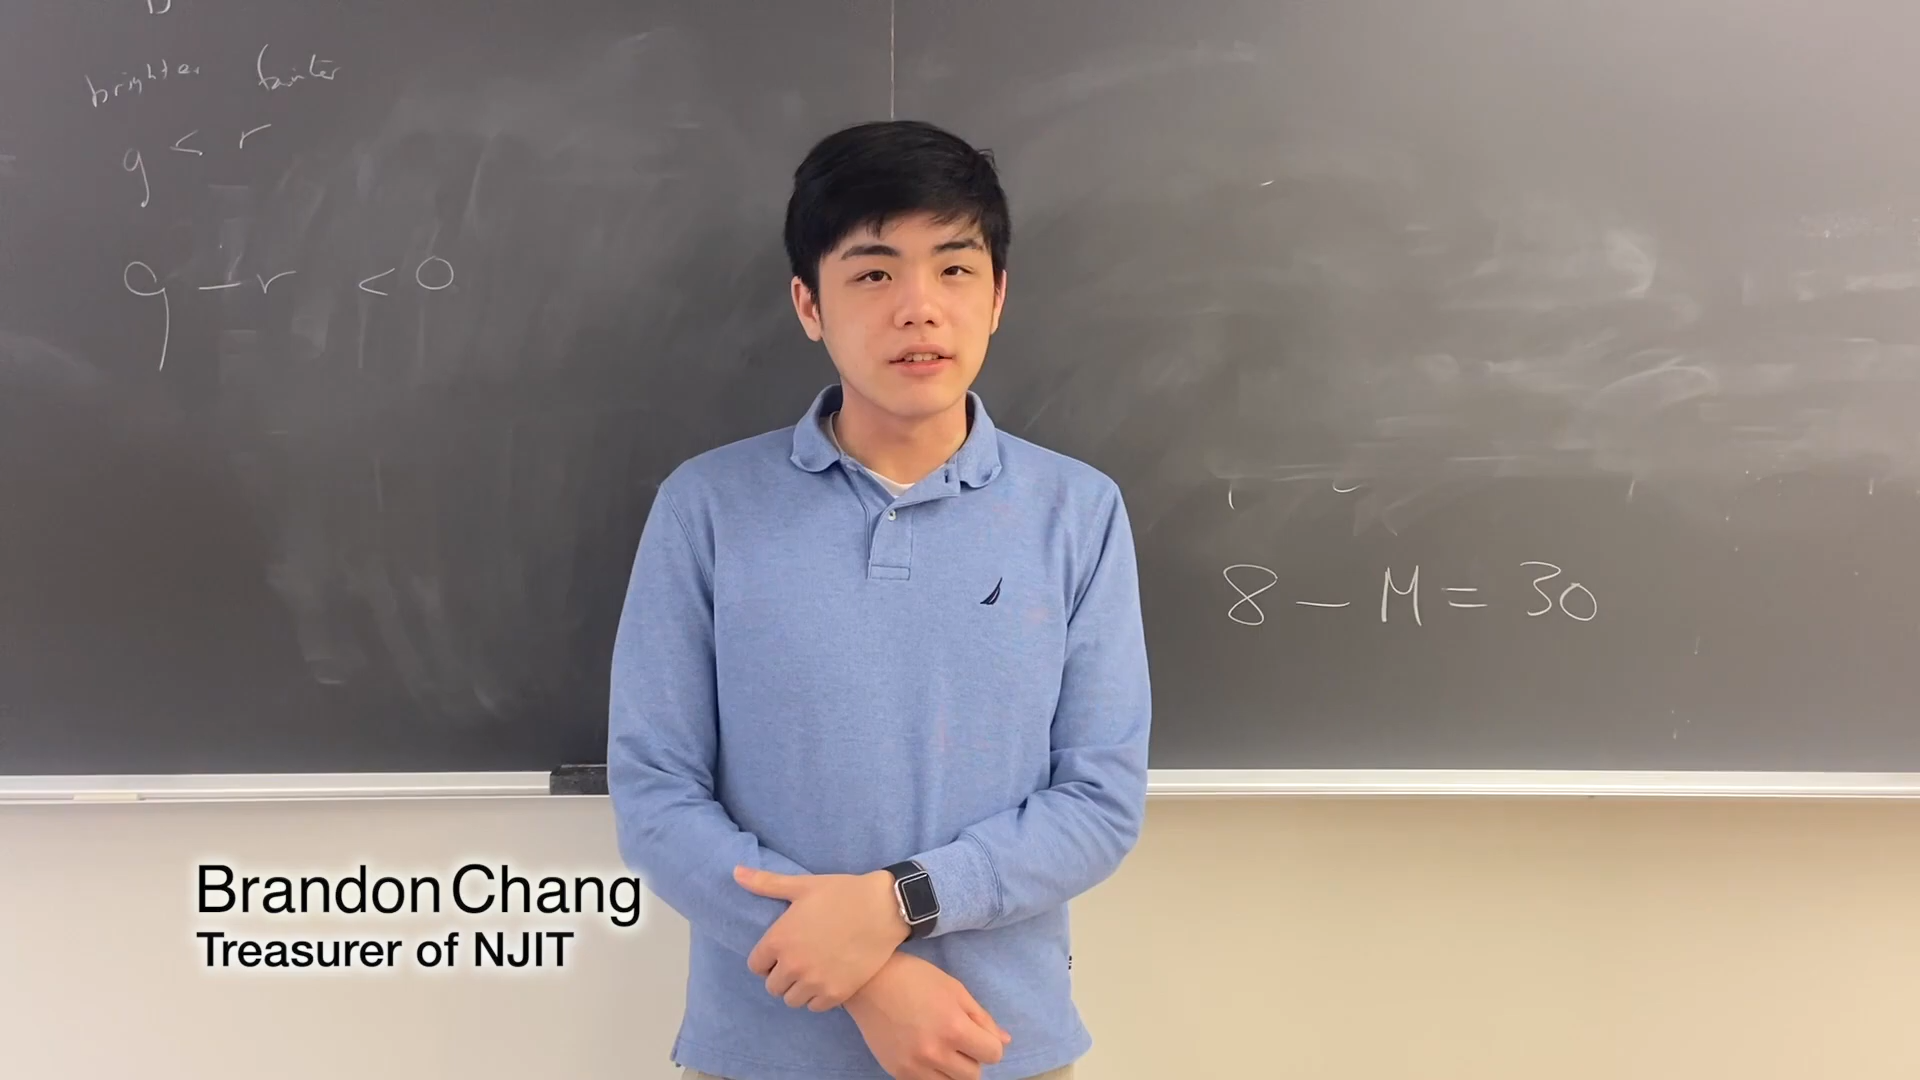 brighter fainter
g < r
g - r < 0
8 - M = 30
Brandon Chang
Treasurer of NJIT